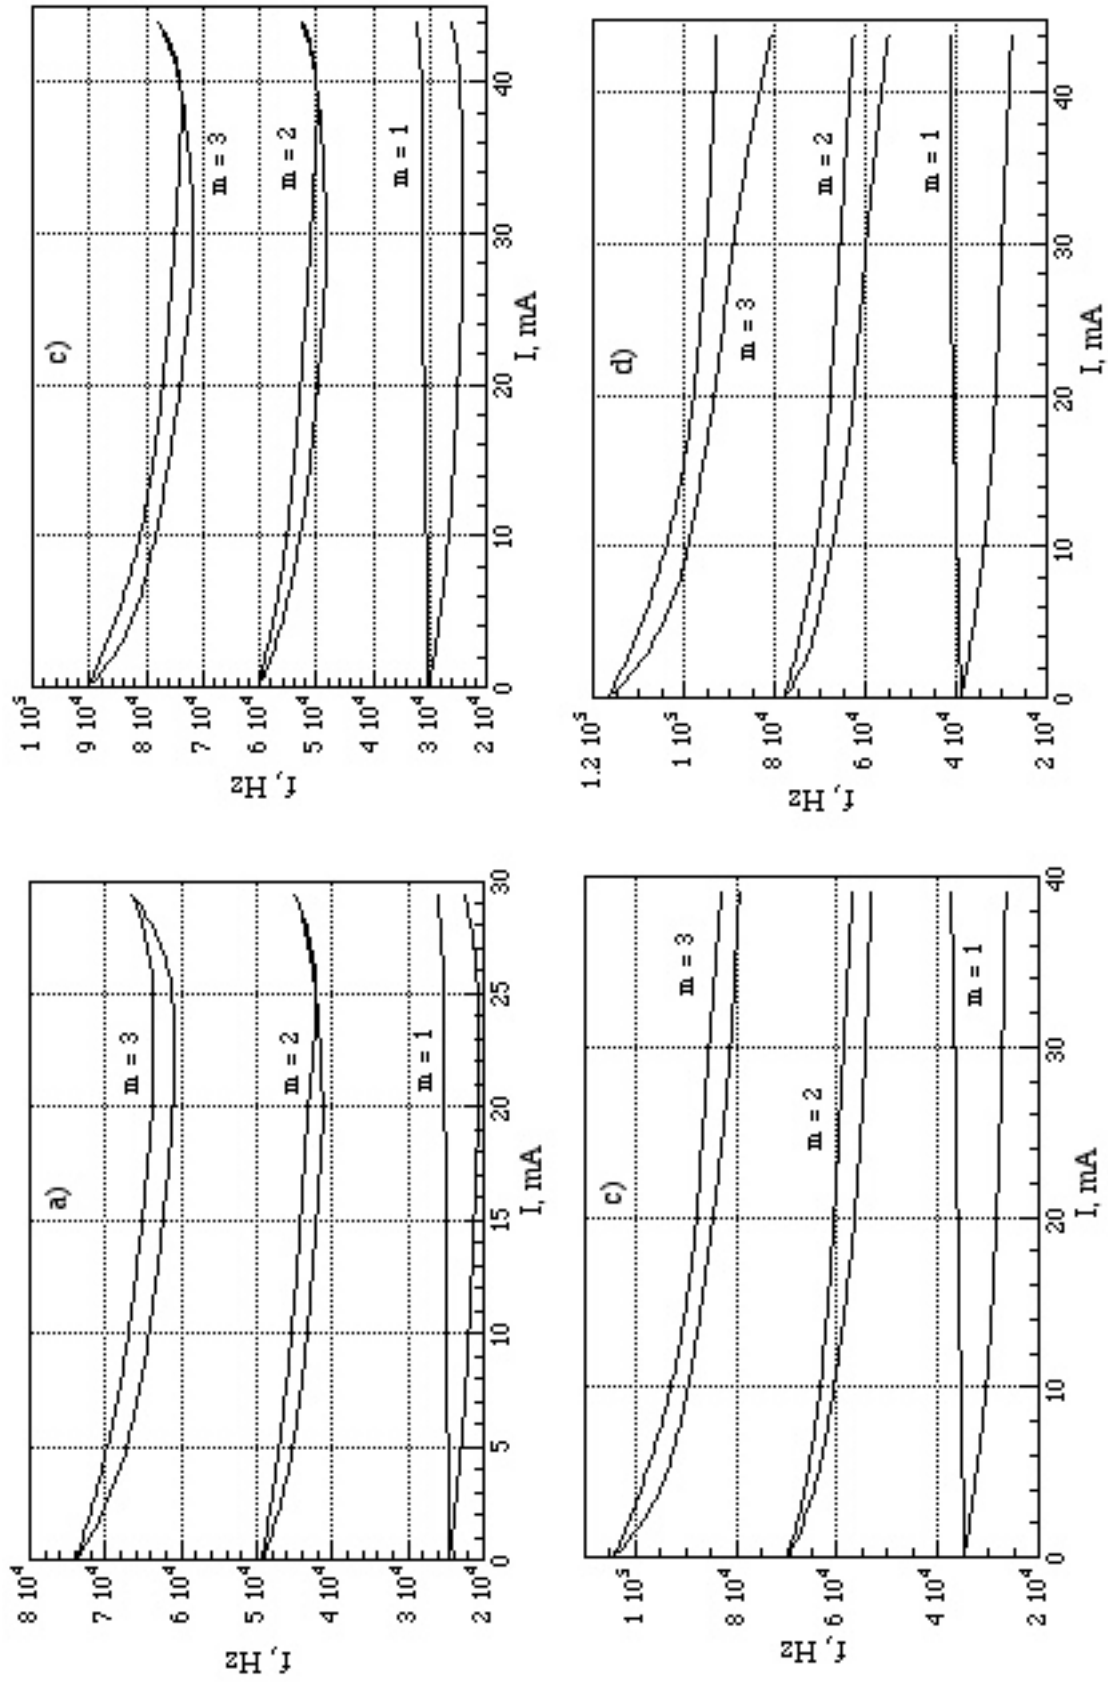 a)
8 10⁴
7 10⁴
6 10⁴
5 10⁴
4 10⁴
3 10⁴
2 10⁴
f, Hz
m = 3
m = 2
m = 1
0 5 10 15 20 25 30
I, mA
c)
1 10⁵
9 10⁴
8 10⁴
7 10⁴
6 10⁴
5 10⁴
4 10⁴
3 10⁴
2 10⁴
f, Hz
m = 3
m = 2
m = 1
0 10 20 30 40
I, mA
c)
1 10⁵
8 10⁴
6 10⁴
4 10⁴
2 10⁴
f, Hz
m = 3
m = 2
m = 1
0 10 20 30 40
I, mA
d)
1.2 10⁵
1 10⁵
8 10⁴
6 10⁴
4 10⁴
2 10⁴
f, Hz
m = 3
m = 2
m = 1
0 10 20 30 40
I, mA